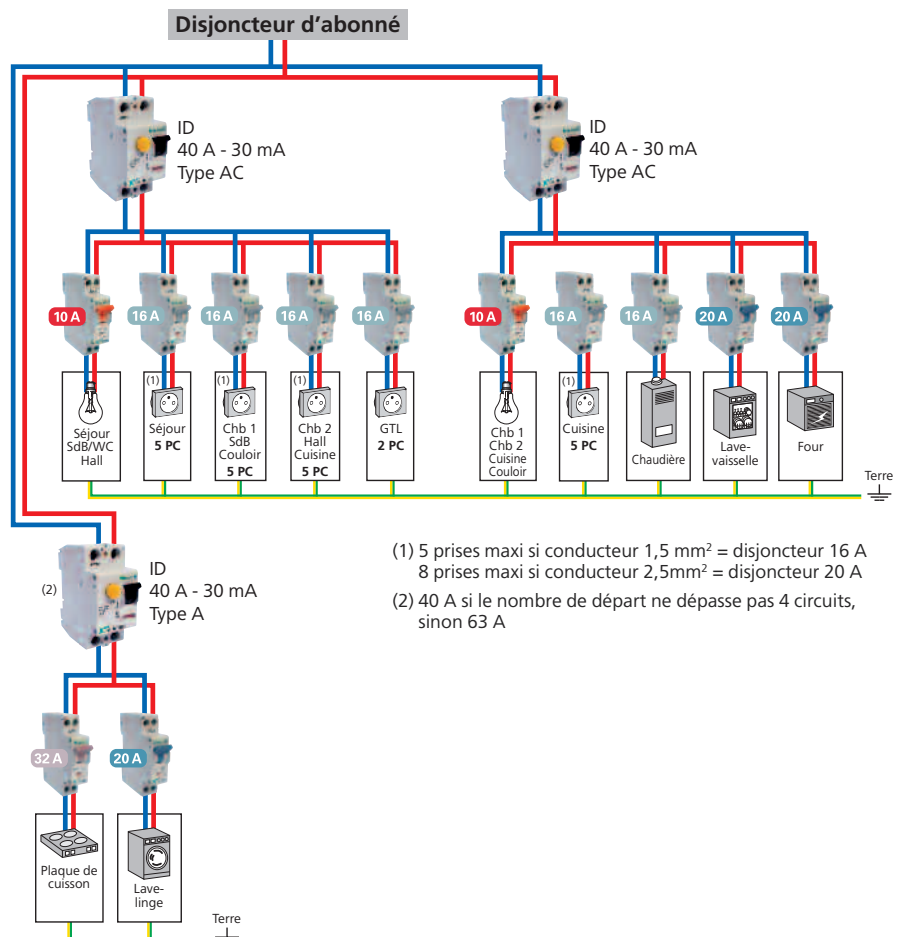 Disjoncteur d'abonné
ID
40 A - 30 mA
Type AC
ID
40 A - 30 mA
Type AC
10 A
16 A
16 A
16 A
16 A
10 A
16 A
16 A
20 A
20 A
Séjour
SdB/WC
Hall
(1)
Séjour
5 PC
(1)
Chb 1
SdB
Couloir
5 PC
(1)
Chb 2
Hall
Cuisine
5 PC
GTL
2 PC
Chb 1
Chb 2
Cuisine
Couloir
(1)
Cuisine
5 PC
Chaudière
Lave-
vaisselle
Four
Terre
(1) 5 prises maxi si conducteur 1,5 mm² = disjoncteur 16 A
8 prises maxi si conducteur 2,5mm² = disjoncteur 20 A
(2) 40 A si le nombre de départ ne dépasse pas 4 circuits,
sinon 63 A
(2)
ID
40 A - 30 mA
Type A
32 A
20 A
Plaque de
cuisson
Lave-
linge
Terre